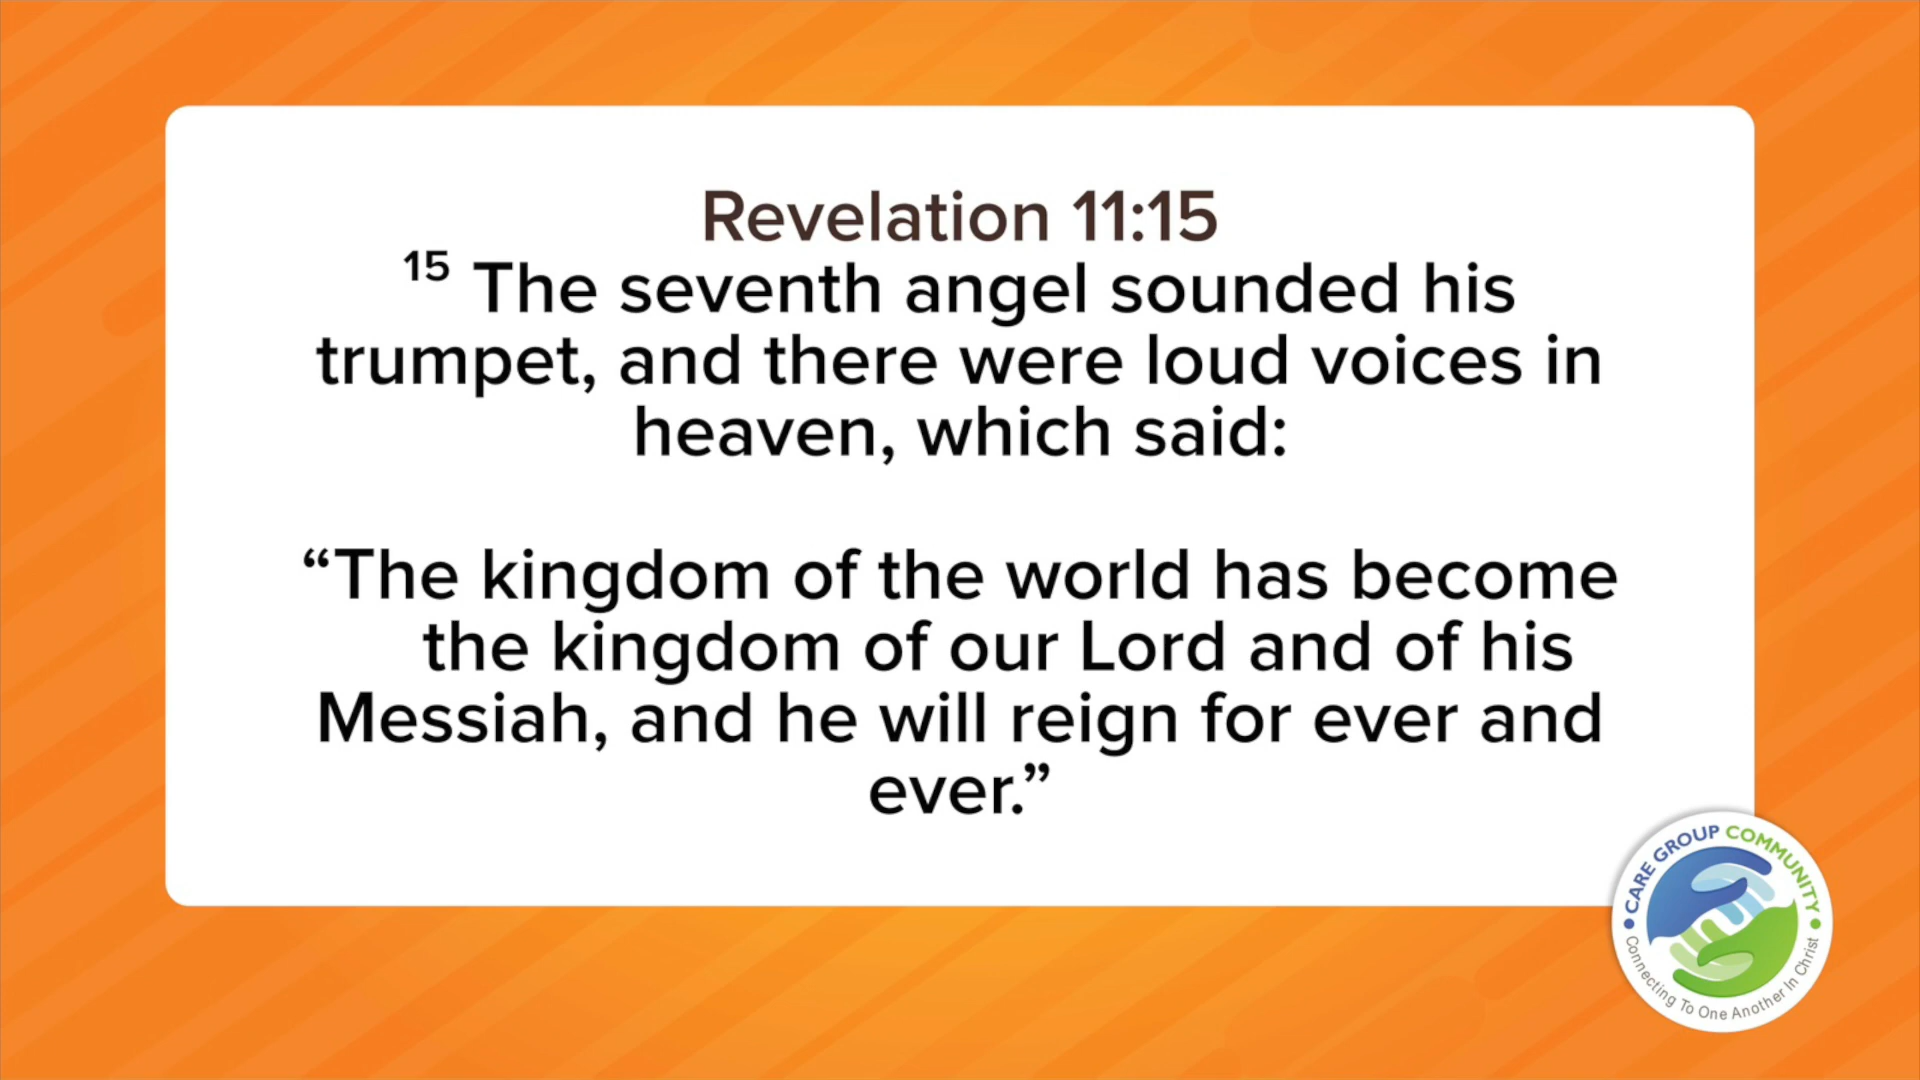 Revelation 11:15
15 The seventh angel sounded his
trumpet, and there were loud voices in
heaven, which said:
“The kingdom of the world has become
the kingdom of our Lord and of his
Messiah, and he will reign for ever and
ever.”
• CARE GROUP COMMUNITY •
Connecting To One Another In Christ